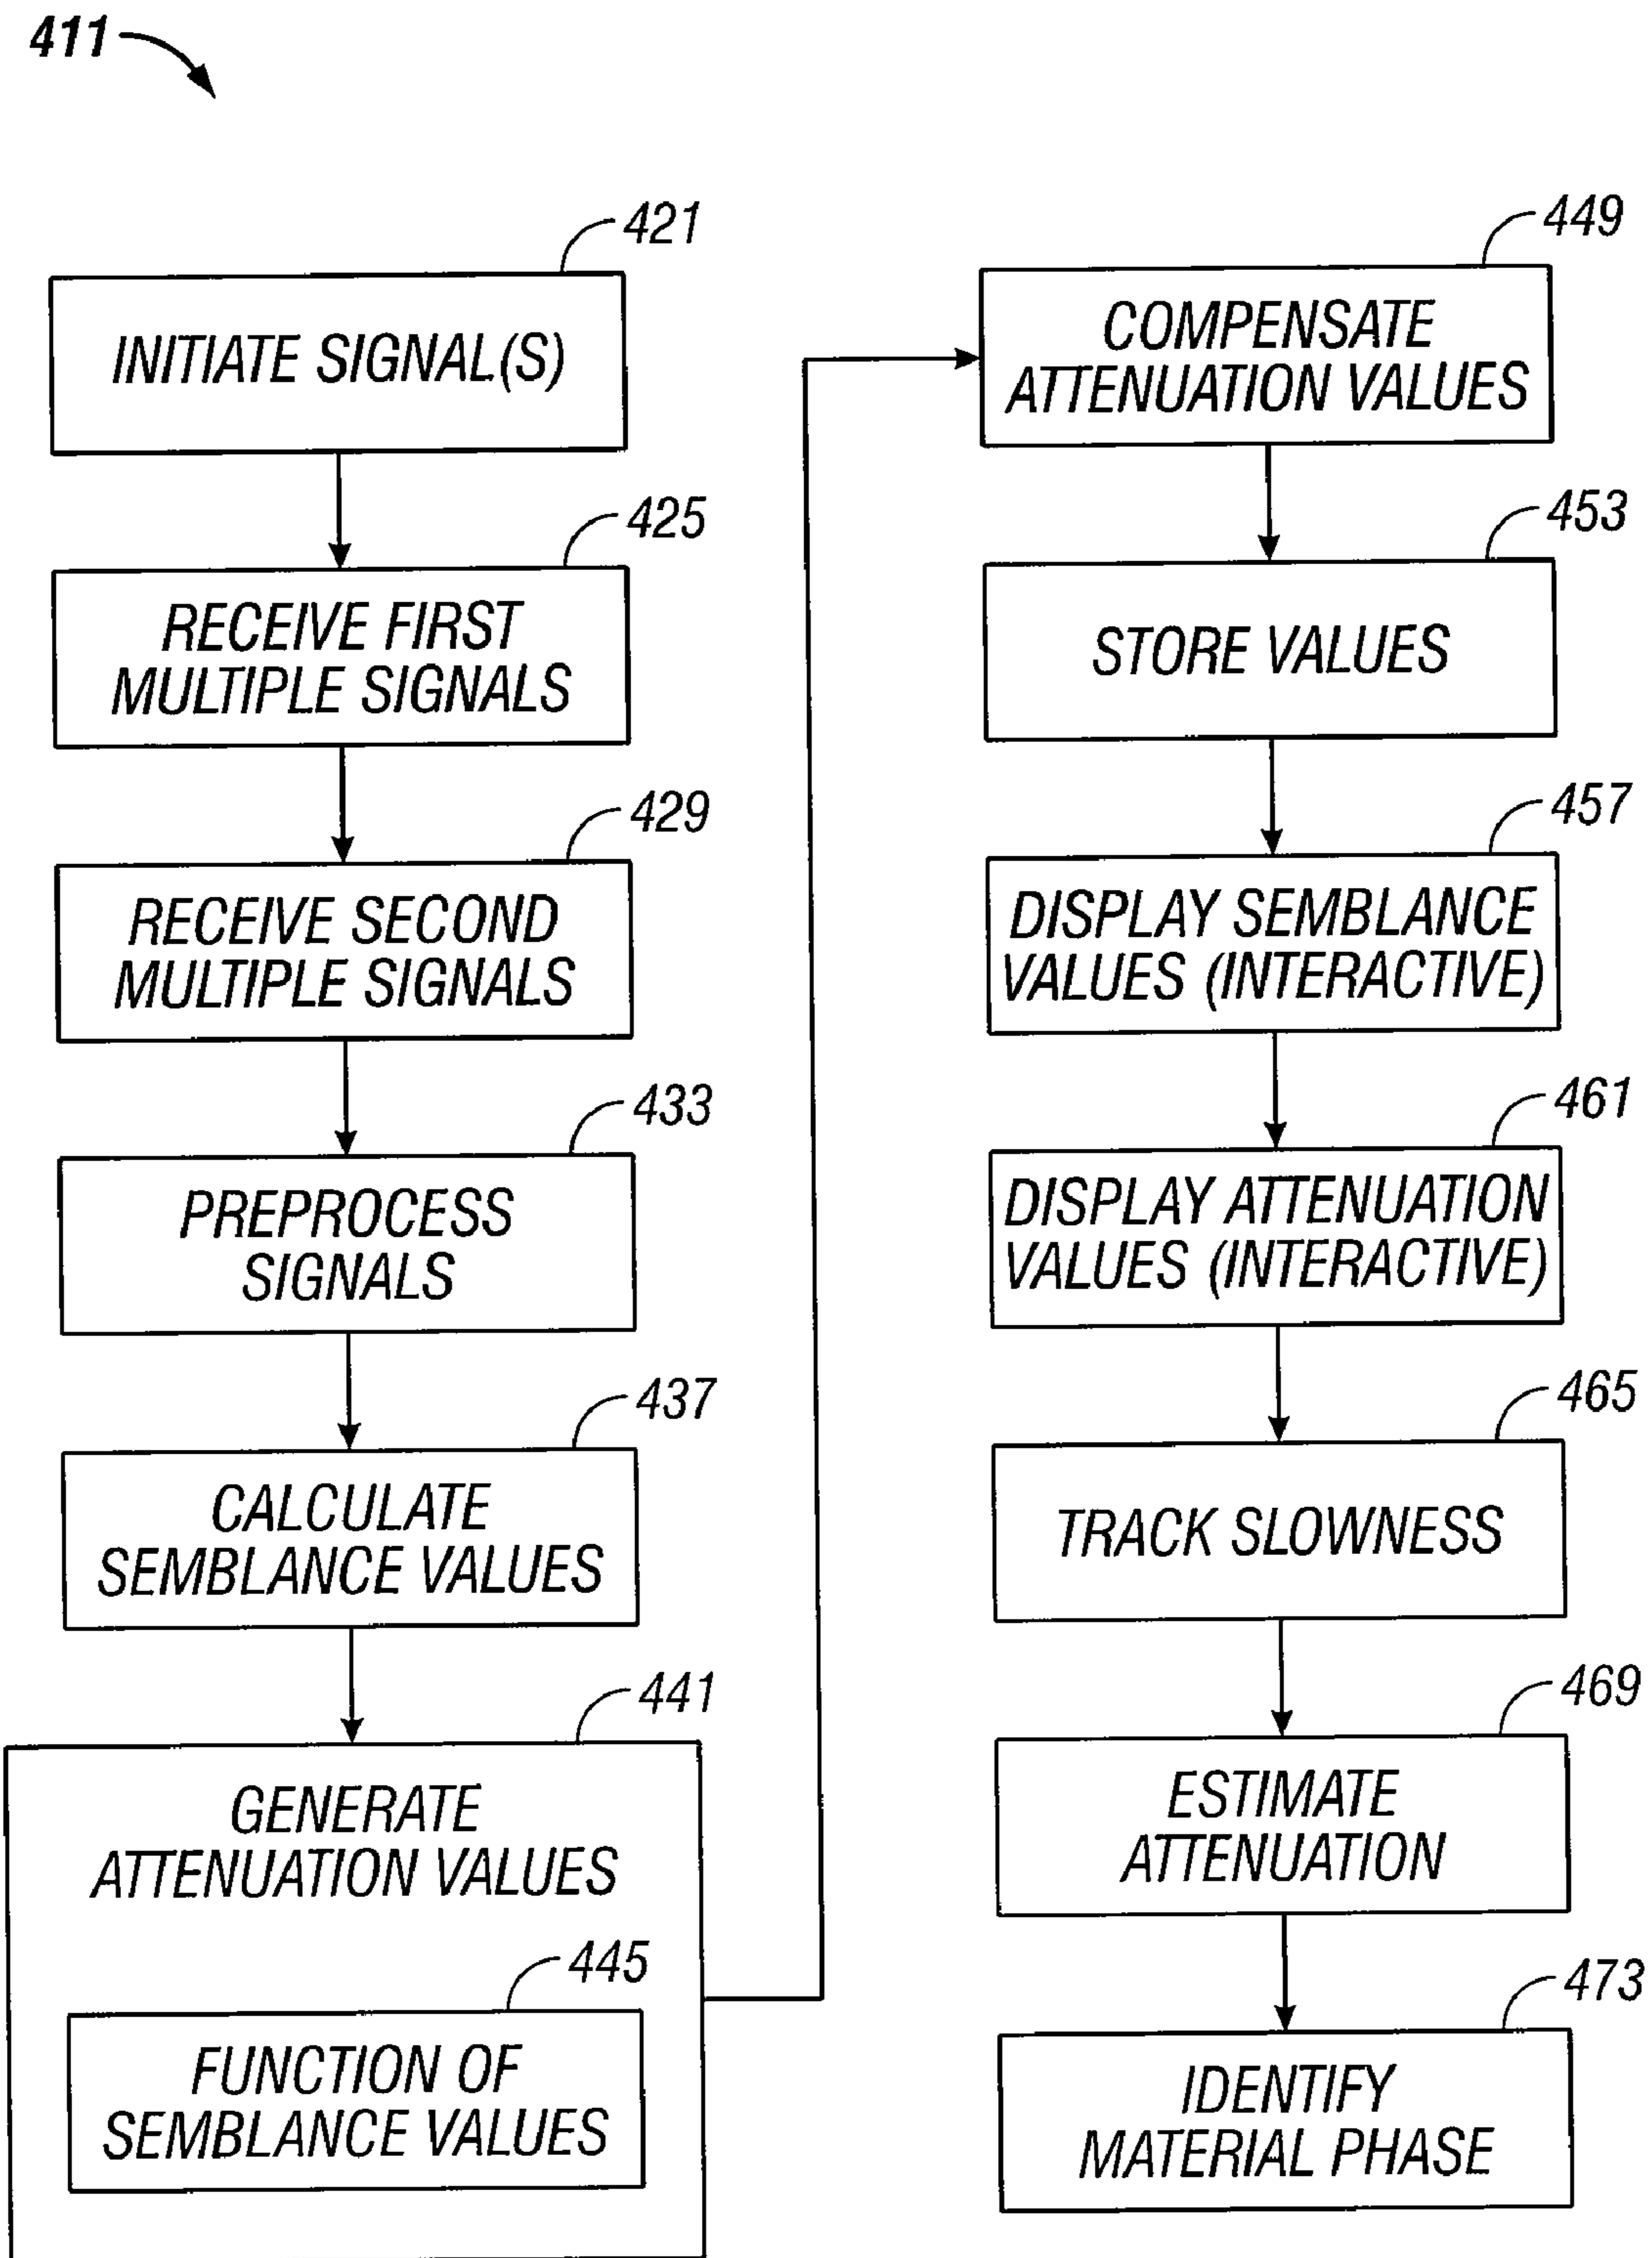 411
421
INITIATE SIGNAL(S)
425
RECEIVE FIRST
MULTIPLE SIGNALS
429
RECEIVE SECOND
MULTIPLE SIGNALS
433
PREPROCESS
SIGNALS
437
CALCULATE
SEMBLANCE VALUES
441
GENERATE
ATTENUATION VALUES
445
FUNCTION OF
SEMBLANCE VALUES
449
COMPENSATE
ATTENUATION VALUES
453
STORE VALUES
457
DISPLAY SEMBLANCE
VALUES (INTERACTIVE)
461
DISPLAY ATTENUATION
VALUES (INTERACTIVE)
465
TRACK SLOWNESS
469
ESTIMATE
ATTENUATION
473
IDENTIFY
MATERIAL PHASE